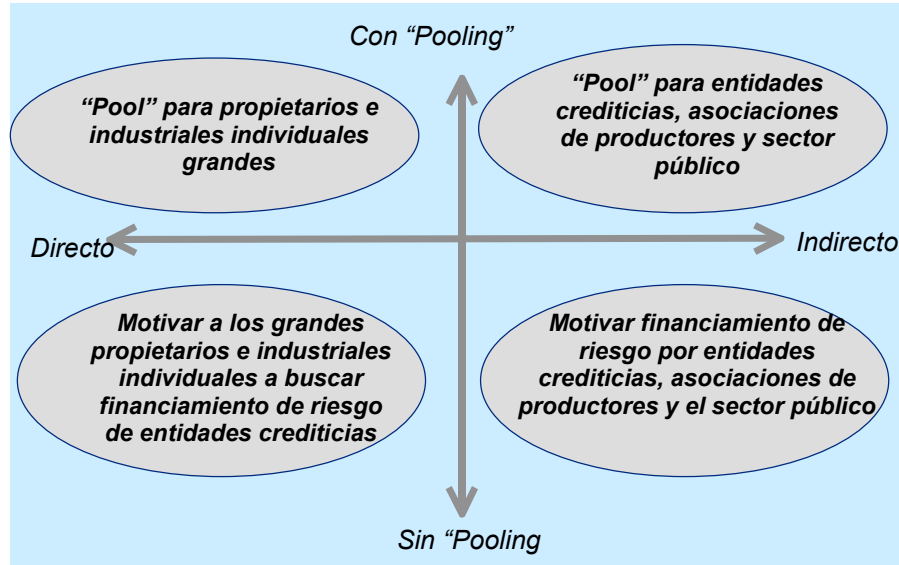 Con “Pooling”
“Pool” para propietarios e
industriales individuales
grandes
“Pool” para entidades
crediticias, asociaciones
de productores y sector
público
Directo
Indirecto
Motivar a los grandes
propietarios e industriales
individuales a buscar
financiamiento de riesgo
de entidades crediticias
Motivar financiamiento de
riesgo por entidades
crediticias, asociaciones de
productores y el sector público
Sin “Pooling